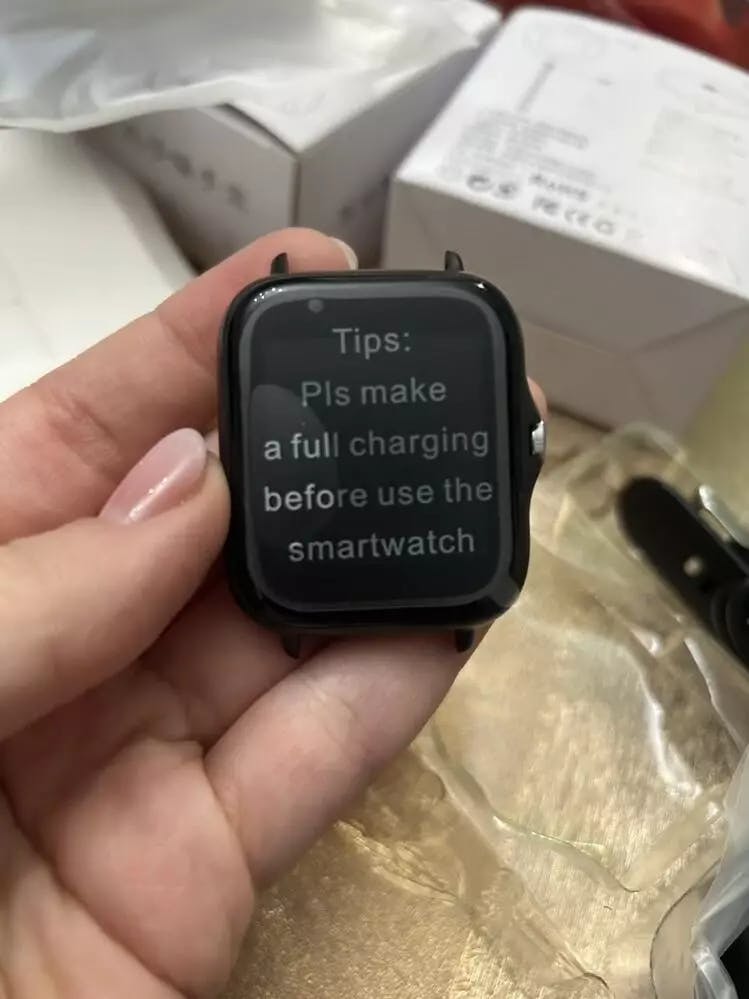 Tips:
Pls make
a full charging
before use the
smartwatch